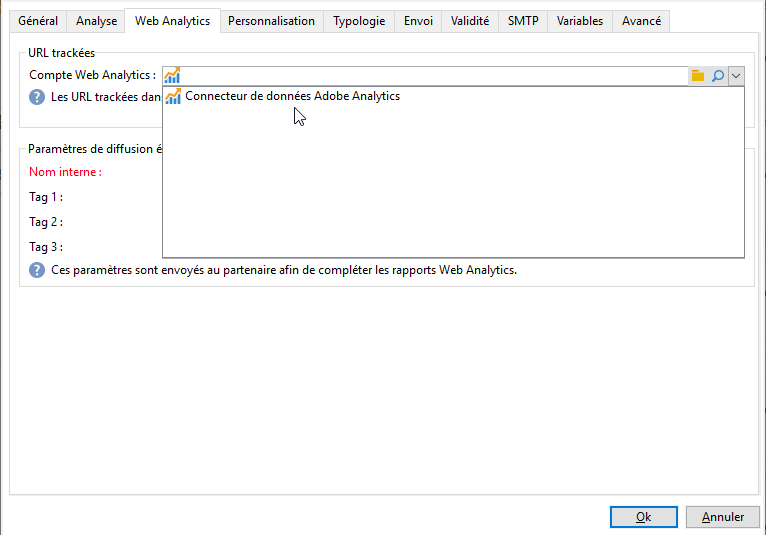 Général Analyse Web Analytics Personnalisation Typologie Envoi Validité SMTP Variables Avancé
URL trackées
Compte Web Analytics :
Les URL trackées dan
Connecteur de données Adobe Analytics
Paramètres de diffusion é
Nom interne :
Tag 1 :
Tag 2 :
Tag 3 :
Ces paramètres sont envoyés au partenaire afin de compléter les rapports Web Analytics.
Ok Annuler